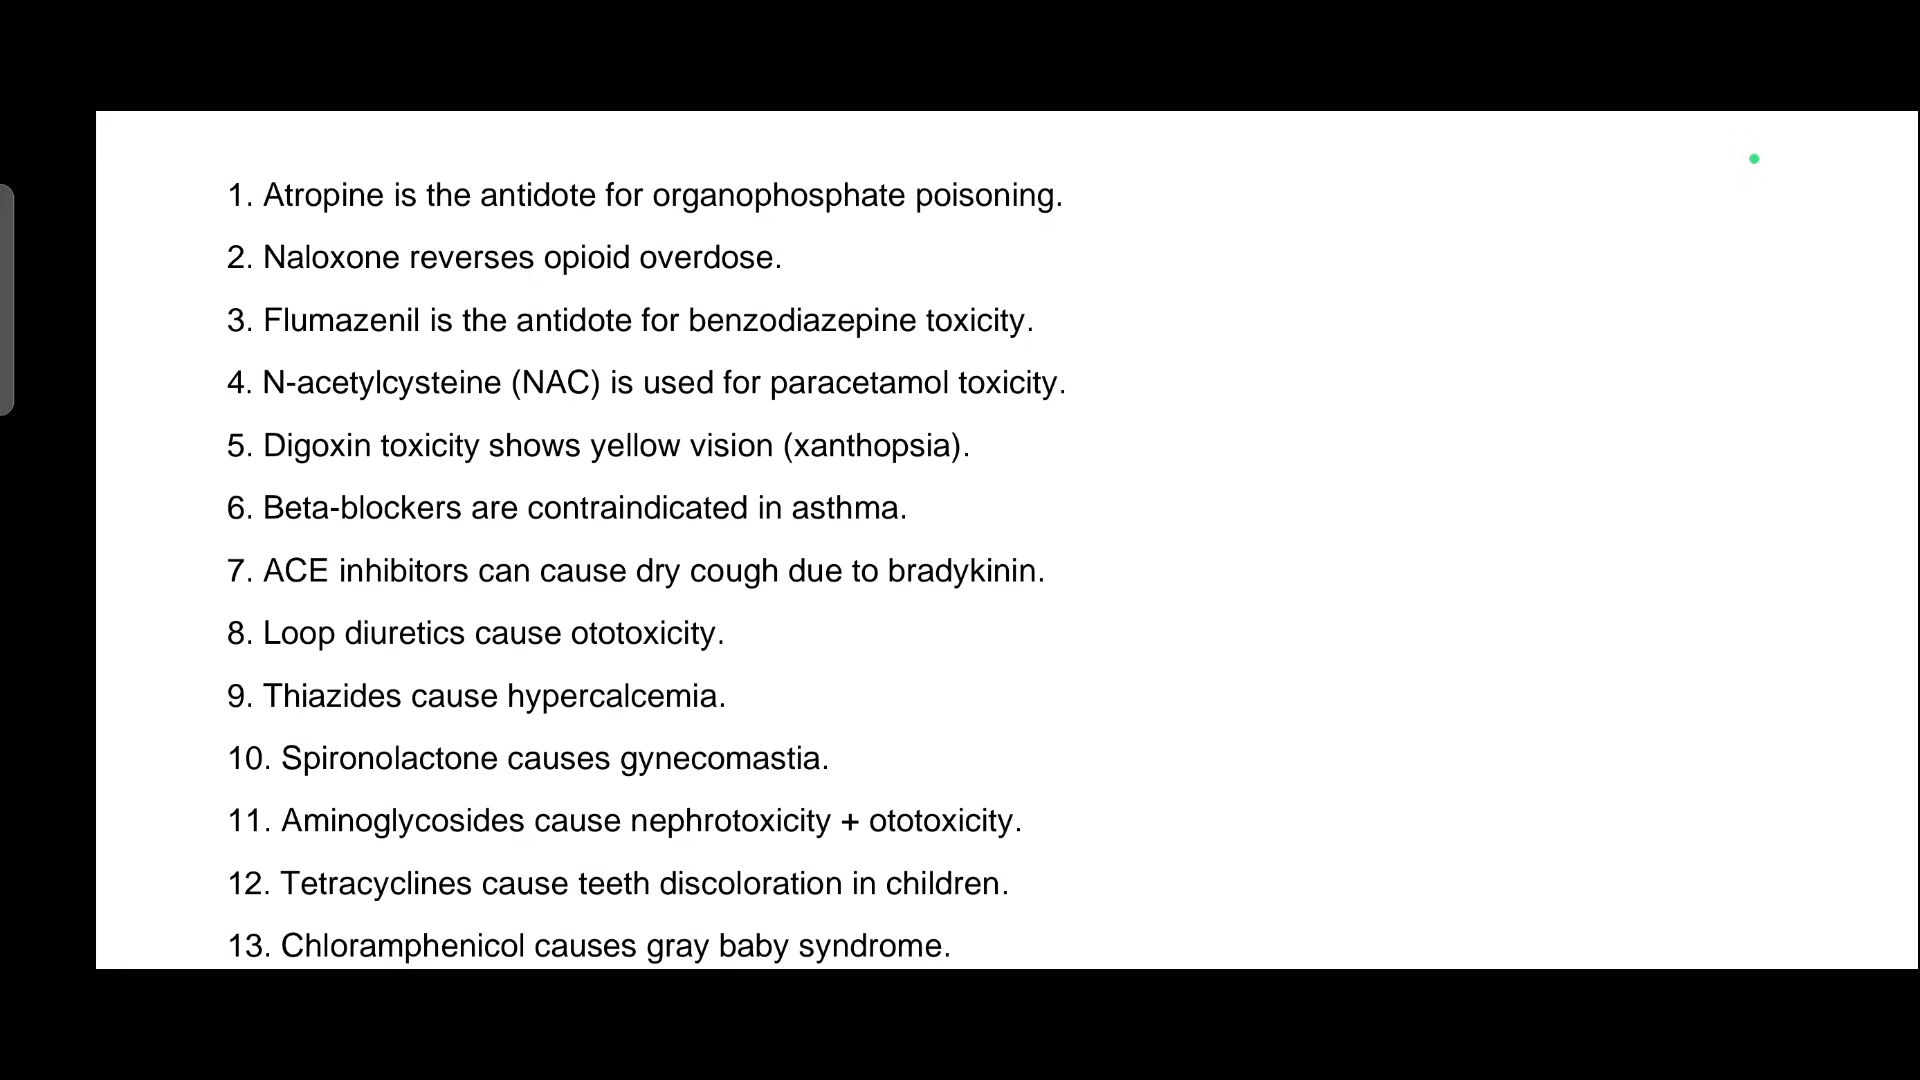 1. Atropine is the antidote for organophosphate poisoning.
2. Naloxone reverses opioid overdose.
3. Flumazenil is the antidote for benzodiazepine toxicity.
4. N-acetylcysteine (NAC) is used for paracetamol toxicity.
5. Digoxin toxicity shows yellow vision (xanthopsia).
6. Beta-blockers are contraindicated in asthma.
7. ACE inhibitors can cause dry cough due to bradykinin.
8. Loop diuretics cause ototoxicity.
9. Thiazides cause hypercalcemia.
10. Spironolactone causes gynecomastia.
11. Aminoglycosides cause nephrotoxicity + ototoxicity.
12. Tetracyclines cause teeth discoloration in children.
13. Chloramphenicol causes gray baby syndrome.